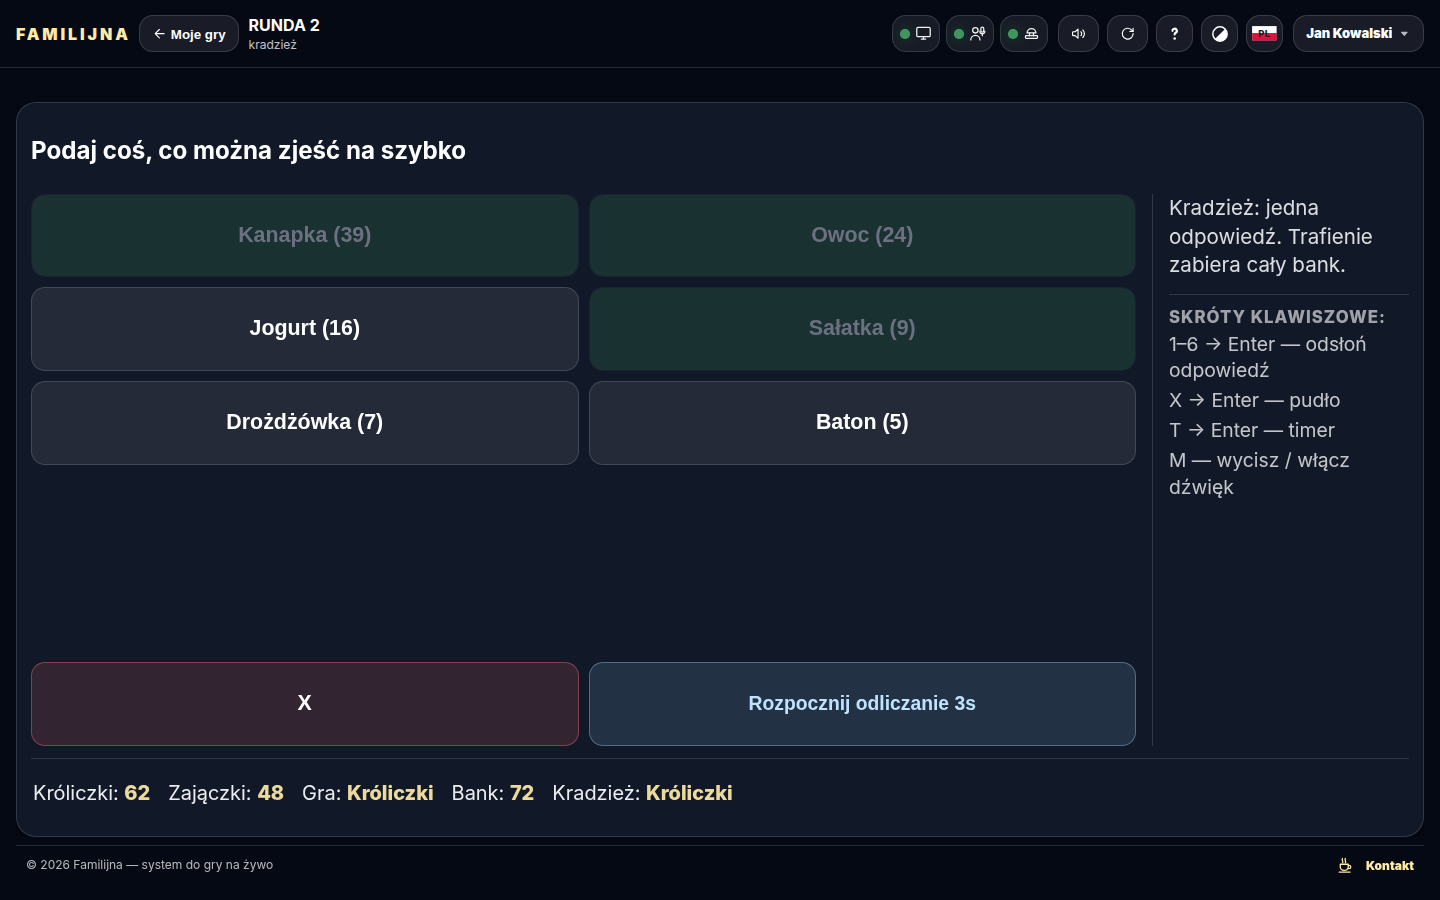 FAMILIJNA
← Moje gry
RUNDA 2
kradzież
?
PL
Jan Kowalski
Podaj coś, co można zjeść na szybko
Kanapka (39)
Owoc (24)
Jogurt (16)
Sałatka (9)
Drożdżówka (7)
Baton (5)
X
Rozpocznij odliczanie 3s
Kradzież: jedna
odpowiedź. Trafienie
zabiera cały bank.
SKRÓTY KLAWISZOWE:
1–6 → Enter — odsłoń
odpowiedź
X → Enter — pudło
T → Enter — timer
M — wycisz / włącz
dźwięk
Króliczki: 62 Zajączki: 48 Gra: Króliczki Bank: 72 Kradzież: Króliczki
© 2026 Familijna — system do gry na żywo
Kontakt